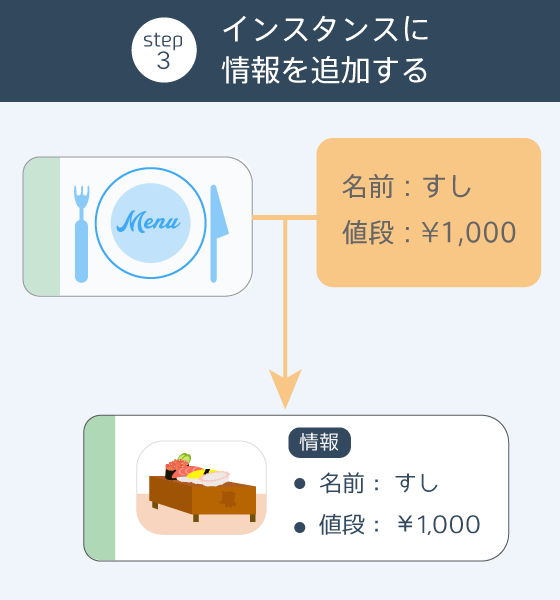 step
3
インスタンスに
情報を追加する
Menu
名前：すし
値段：¥1,000
情報
● 名前： すし
● 値段： ¥1,000